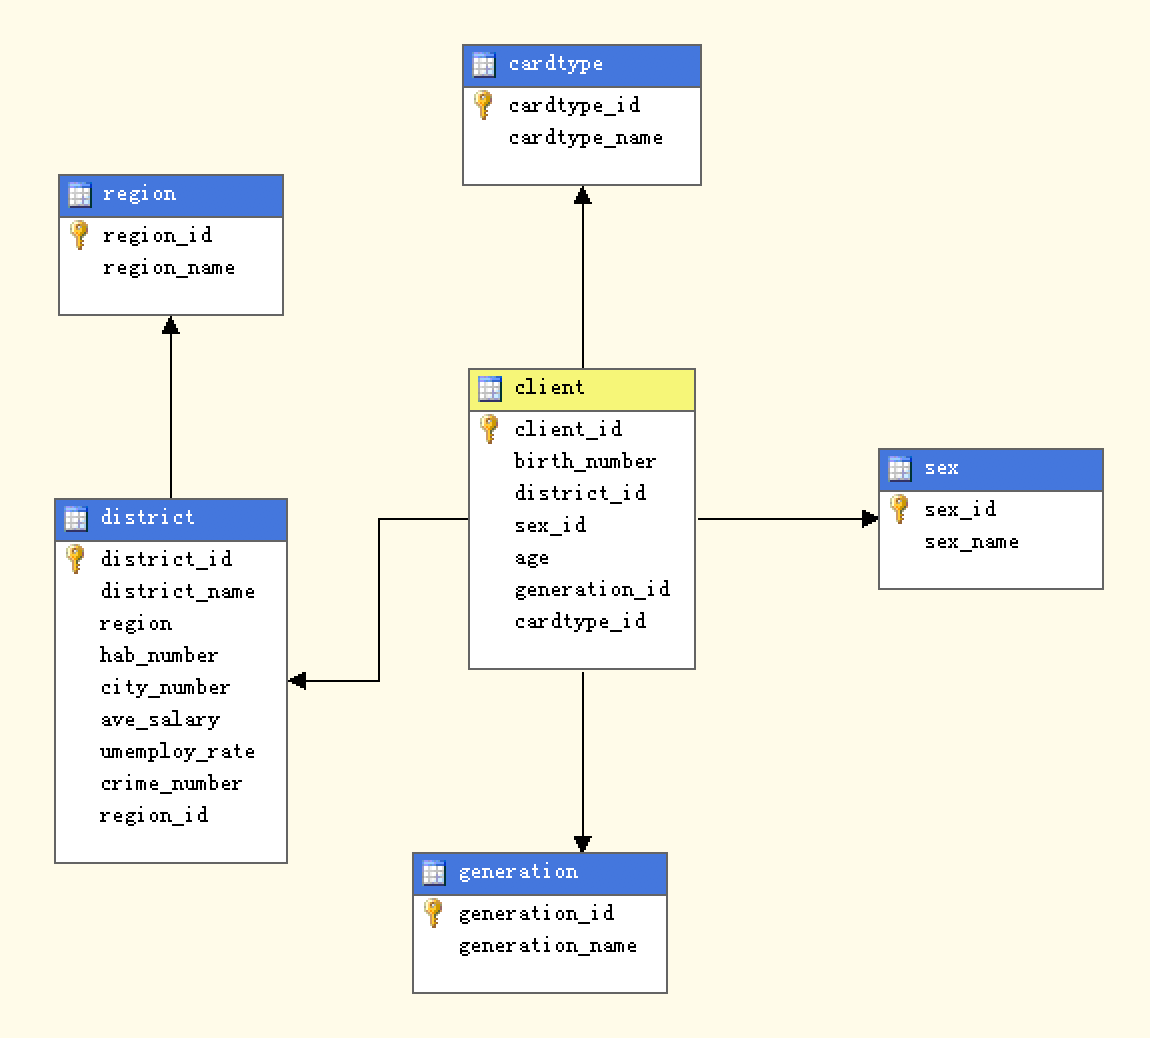 cardtype
cardtype_id
cardtype_name
region
region_id
region_name
client
client_id
birth_number
district_id
sex_id
age
generation_id
cardtype_id
sex
sex_id
sex_name
district
district_id
district_name
region
hab_number
city_number
ave_salary
umemploy_rate
crime_number
region_id
generation
generation_id
generation_name